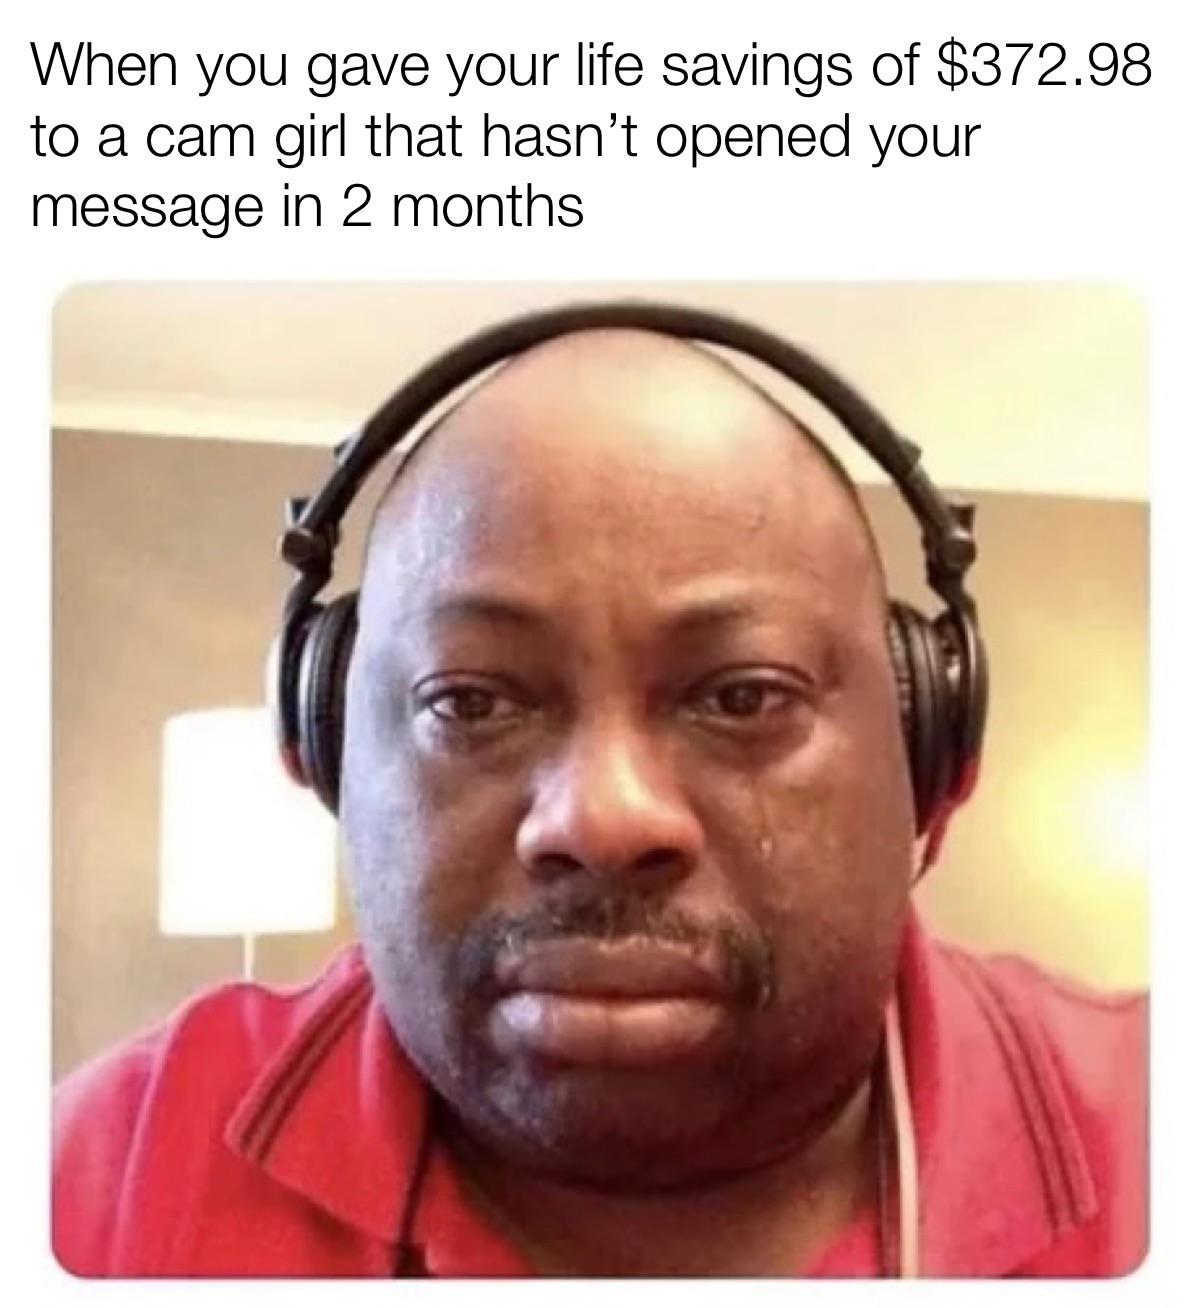 When you gave your life savings of $372.98
to a cam girl that hasn’t opened your
message in 2 months